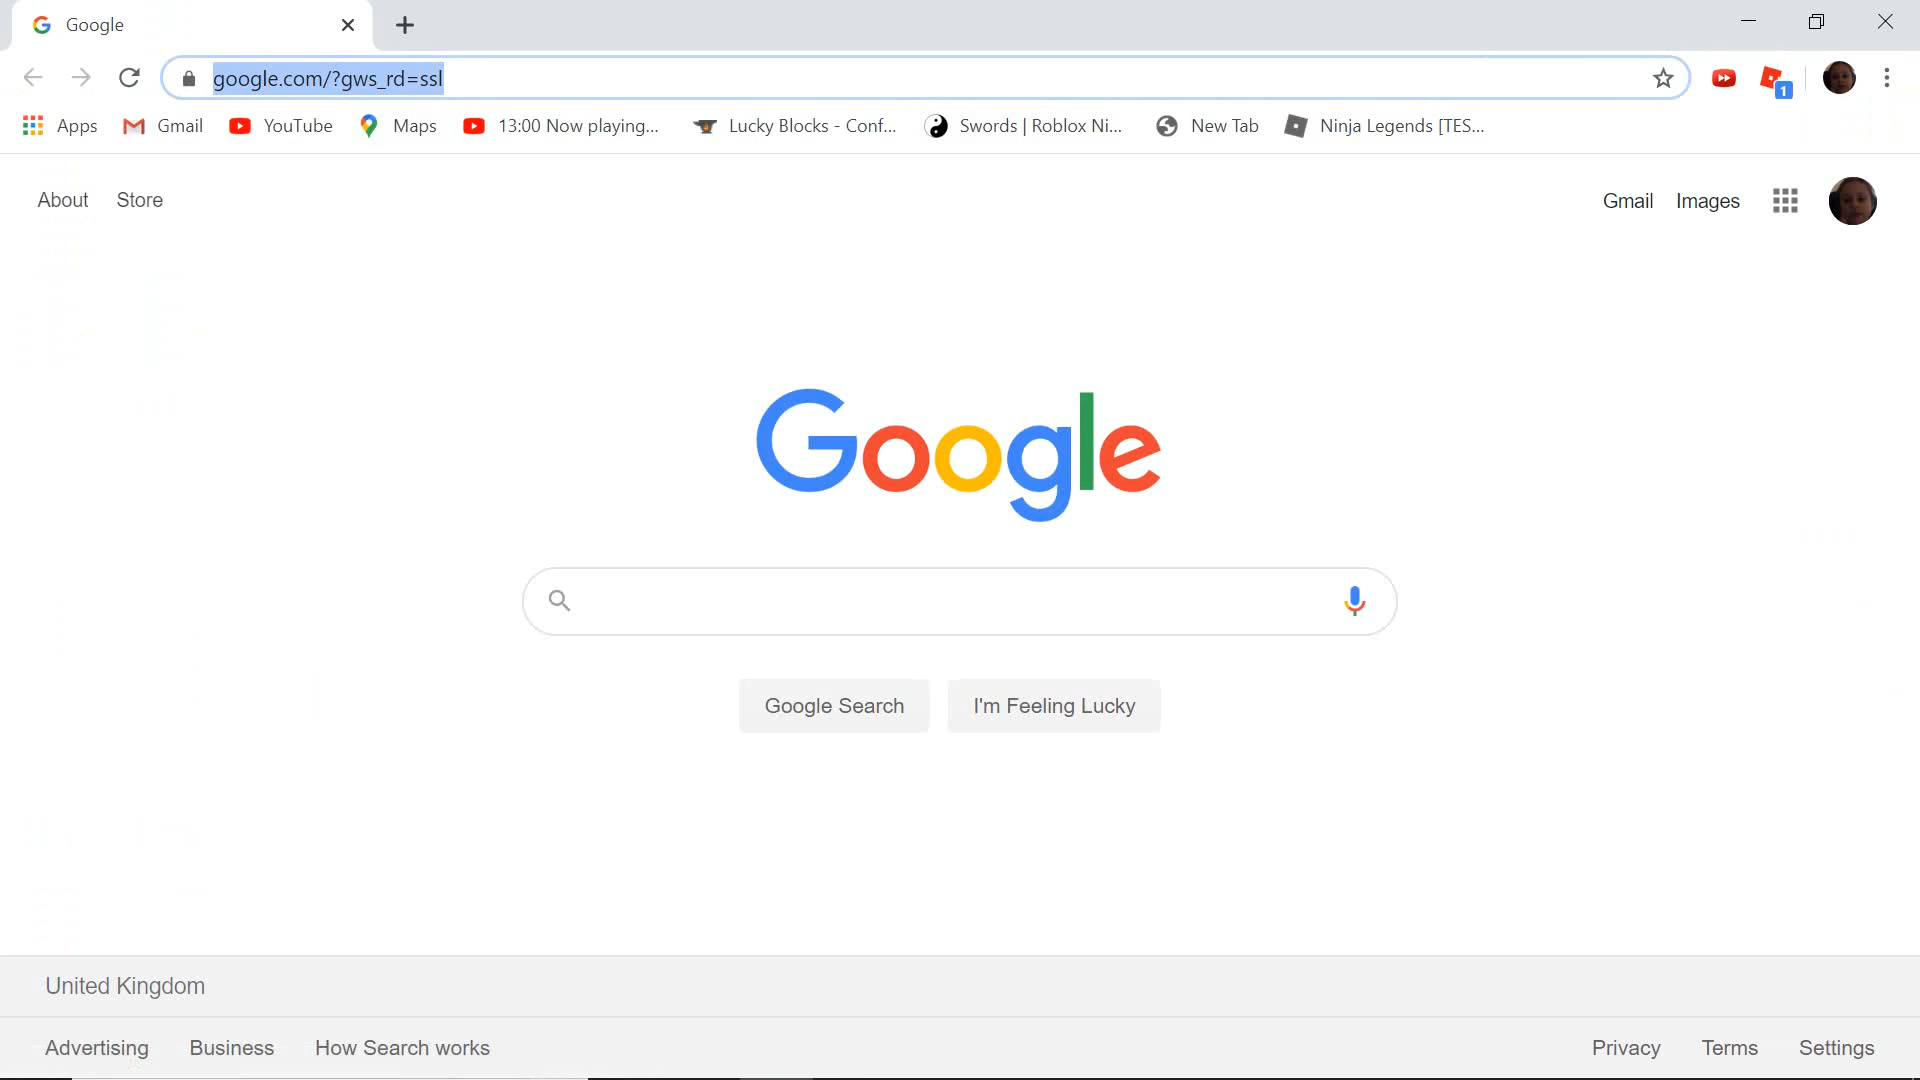 Google
google.com/?gws_rd=ssl
1
Apps Gmail YouTube Maps 13:00 Now playing... Lucky Blocks - Conf... Swords | Roblox Ni... New Tab Ninja Legends [TES...
About Store Gmail Images
Google
Google Search I'm Feeling Lucky
United Kingdom
Advertising Business How Search works Privacy Terms Settings